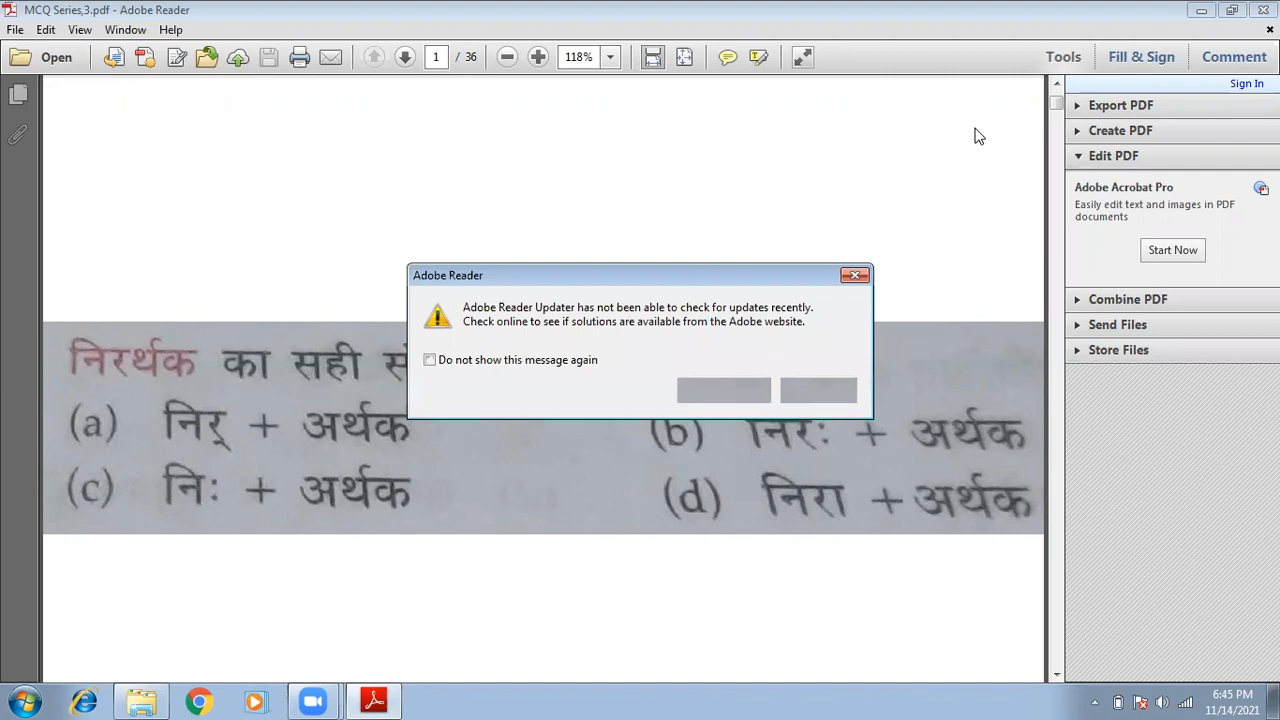 MCQ Series,3.pdf - Adobe Reader
File Edit View Window Help
Open 1 / 36 118% Tools Fill & Sign Comment
Sign In
Export PDF
Create PDF
Edit PDF
Adobe Acrobat Pro
Easily edit text and images in PDF
documents
Start Now
Combine PDF
Send Files
Store Files
Adobe Reader
Adobe Reader Updater has not been able to check for updates recently.
Check online to see if solutions are available from the Adobe website.
Do not show this message again
निरर्थक का सही
(a) निर् + अर्थक (b) निरः + अर्थक
(c) निः + अर्थक (d) निरा + अर्थक
6:45 PM
11/14/2021